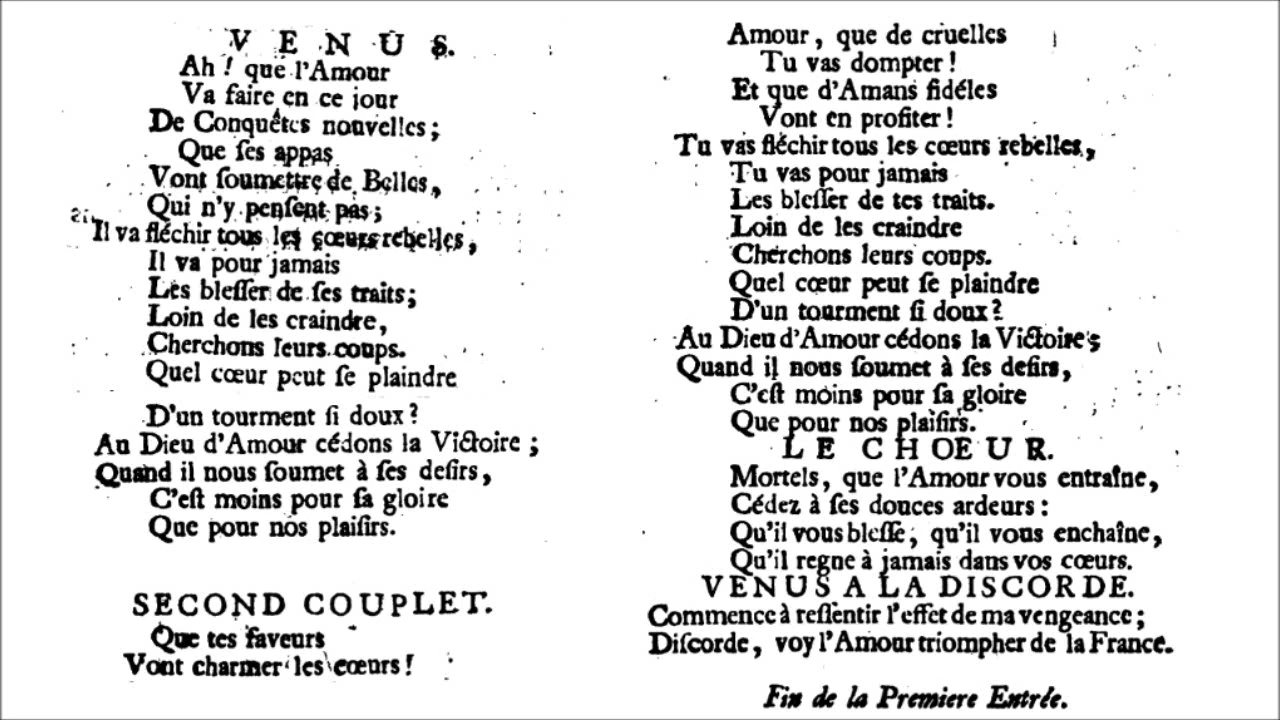 VENUS.
Ah ! que l'Amour
Va faire en ce jour
De Conquêtes nouvelles ;
Que ſes appas
Vont ſoumettre de Belles,
Qui n'y penſent pas ;
Il va fléchir tous les cœurs rebelles,
Il va pour jamais
Les bleſſer de ſes traits ;
Loin de les craindre,
Cherchons leurs coups.
Quel cœur peut ſe plaindre
D'un tourment ſi doux ?
Au Dieu d'Amour cédons la Victoire ;
Quand il nous ſoumet à ſes deſirs,
C'eſt moins pour ſa gloire
Que pour nos plaiſirs.
SECOND COUPLET.
Que tes faveurs
Vont charmer les cœurs !
Amour, que de cruelles
Tu vas dompter !
Et que d'Amans fidéles
Vont en profiter !
Tu vas fléchir tous les cœurs rebelles,
Tu vas pour jamais
Les bleſſer de tes traits.
Loin de les craindre
Cherchons leurs coups.
Quel cœur peut ſe plaindre
D'un tourment ſi doux ?
Au Dieu d'Amour cédons la Victoire ;
Quand il nous ſoumet à ſes deſirs,
C'eſt moins pour ſa gloire
Que pour nos plaiſirs.
LE CHOEUR.
Mortels, que l'Amour vous entraîne,
Cédez à ſes douces ardeurs :
Qu'il vous bleſſe, qu'il vous enchaîne,
Qu'il regne à jamais dans vos cœurs.
VENUS A LA DISCORDE.
Commence à reſſentir l'effet de ma vengeance ;
Diſcorde, voy l'Amour triompher de la France.
Fin de la Premiere Entrée.